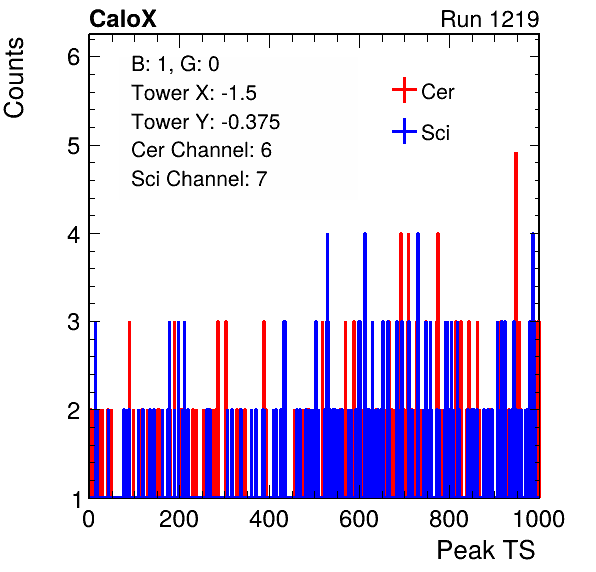 CaloX Run 1219
Counts
B: 1, G: 0
Tower X: -1.5
Tower Y: -0.375
Cer Channel: 6
Sci Channel: 7
Cer
Sci
6
5
4
3
2
1
0 200 400 600 800 1000
Peak TS